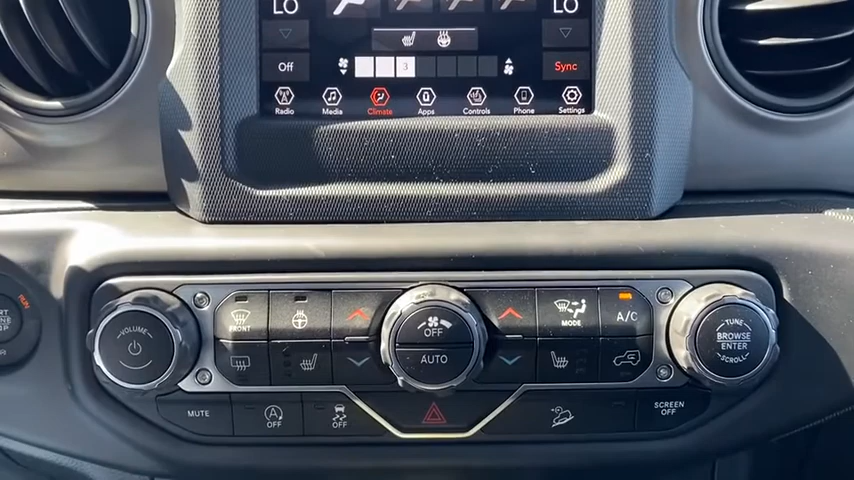 LO LO
Off 3 Sync
Radio Media Climate Apps Controls Phone Settings
VOLUME
FRONT
OFF
AUTO
MODE
A/C
TUNE
BROWSE
ENTER
SCROLL
RUN
MUTE
A
OFF
OFF
SCREEN
OFF